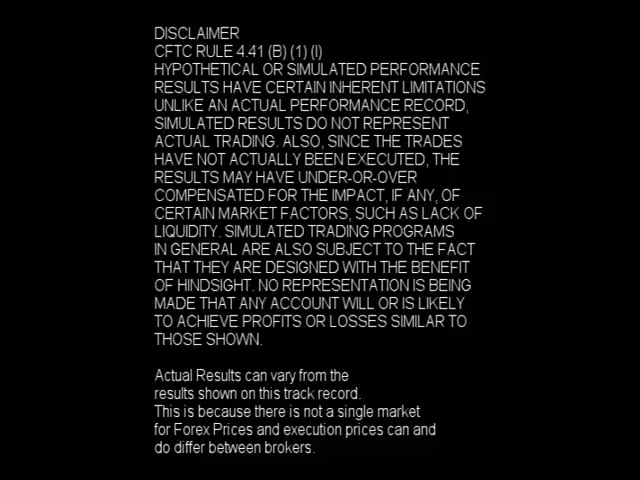 DISCLAIMER
CFTC RULE 4.41 (B) (1) (I)
HYPOTHETICAL OR SIMULATED PERFORMANCE
RESULTS HAVE CERTAIN INHERENT LIMITATIONS
UNLIKE AN ACTUAL PERFORMANCE RECORD,
SIMULATED RESULTS DO NOT REPRESENT
ACTUAL TRADING. ALSO, SINCE THE TRADES
HAVE NOT ACTUALLY BEEN EXECUTED, THE
RESULTS MAY HAVE UNDER-OR-OVER
COMPENSATED FOR THE IMPACT, IF ANY, OF
CERTAIN MARKET FACTORS, SUCH AS LACK OF
LIQUIDITY. SIMULATED TRADING PROGRAMS
IN GENERAL ARE ALSO SUBJECT TO THE FACT
THAT THEY ARE DESIGNED WITH THE BENEFIT
OF HINDSIGHT. NO REPRESENTATION IS BEING
MADE THAT ANY ACCOUNT WILL OR IS LIKELY
TO ACHIEVE PROFITS OR LOSSES SIMILAR TO
THOSE SHOWN.
Actual Results can vary from the
results shown on this track record.
This is because there is not a single market
for Forex Prices and execution prices can and
do differ between brokers.